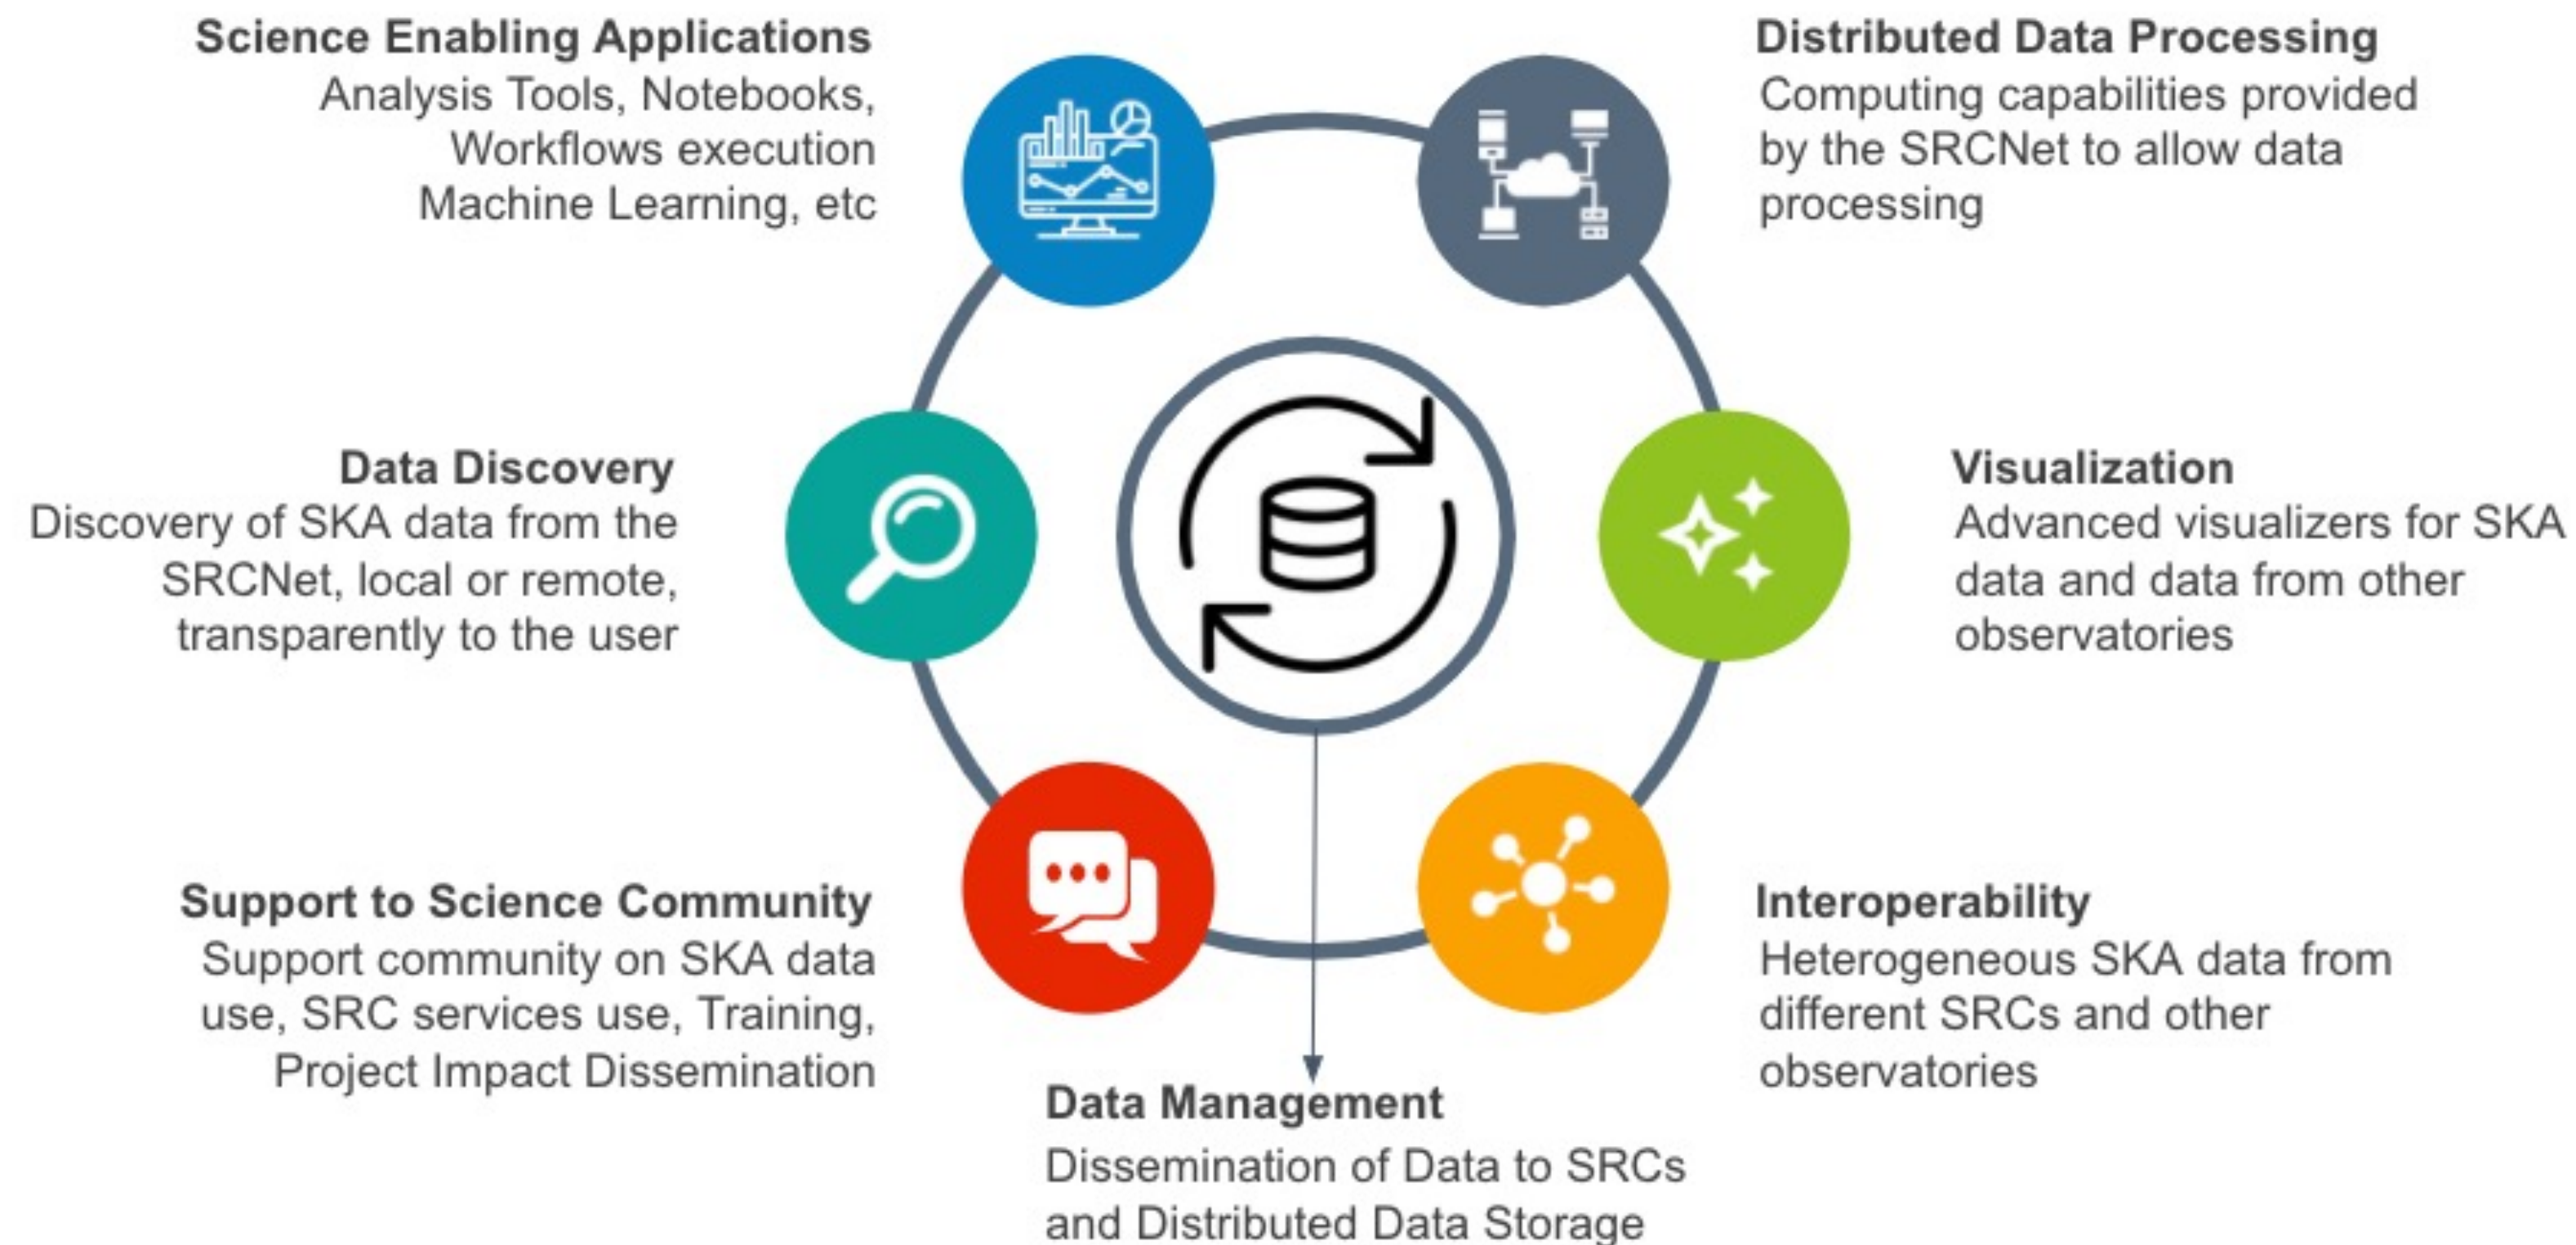 Science Enabling Applications
Analysis Tools, Notebooks,
Workflows execution
Machine Learning, etc
Distributed Data Processing
Computing capabilities provided
by the SRCNet to allow data
processing
Data Discovery
Discovery of SKA data from the
SRCNet, local or remote,
transparently to the user
Visualization
Advanced visualizers for SKA
data and data from other
observatories
Support to Science Community
Support community on SKA data
use, SRC services use, Training,
Project Impact Dissemination
Interoperability
Heterogeneous SKA data from
different SRCs and other
observatories
Data Management
Dissemination of Data to SRCs
and Distributed Data Storage